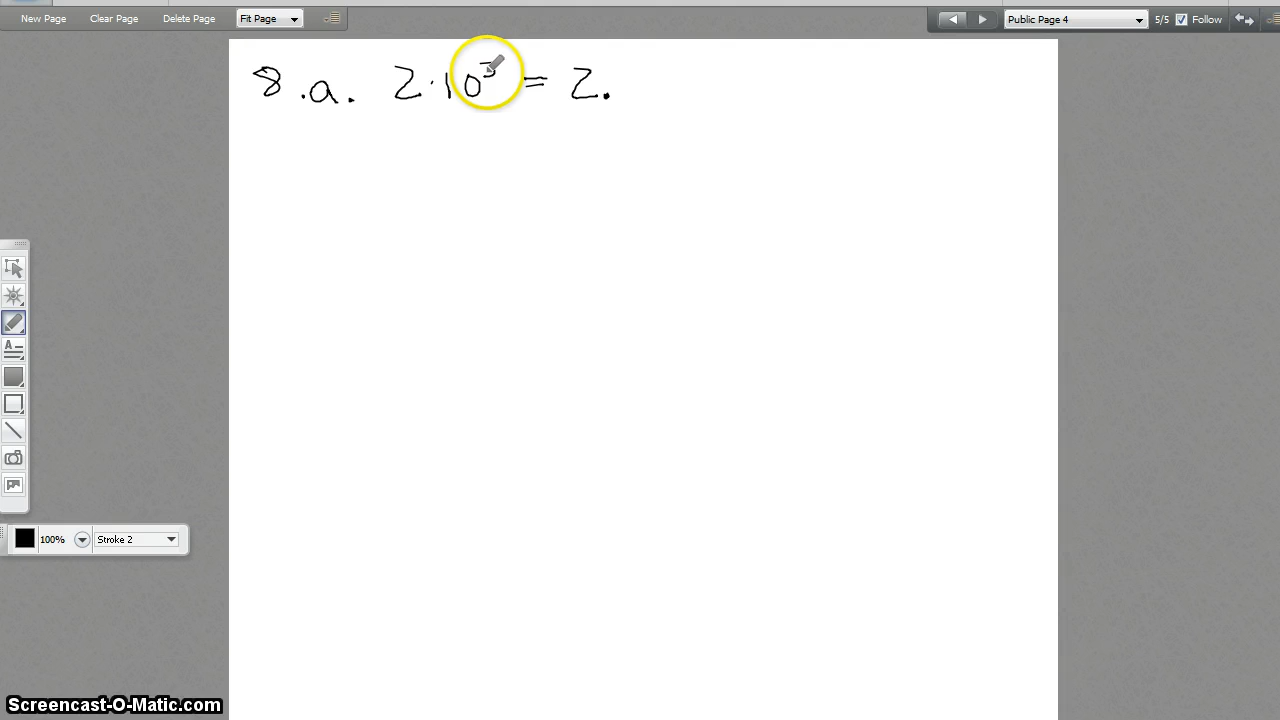 New Page Clear Page Delete Page Fit Page Public Page 4 5/5 Follow
8.a. 2·10³ = 2.
100% Stroke 2
Screencast-O-Matic.com